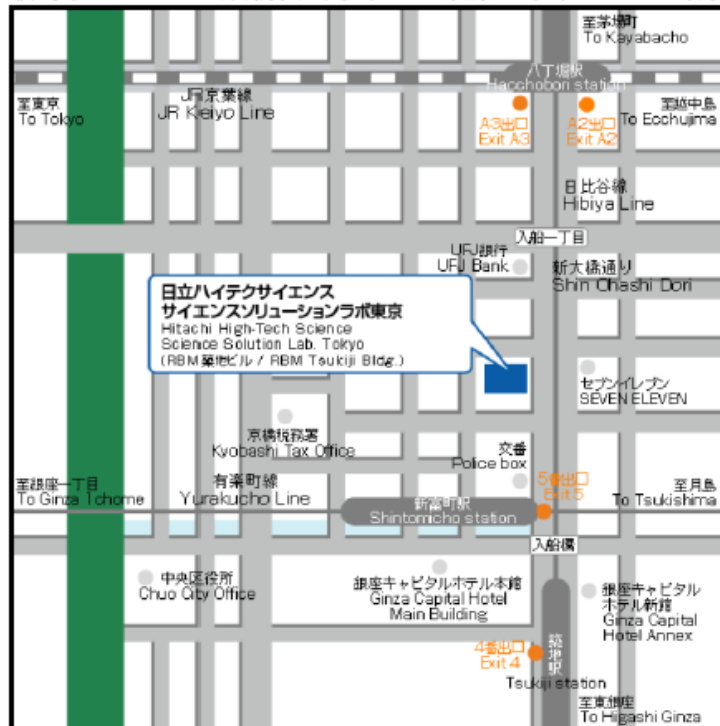 至茅場町
To Kayabacho
八丁堀駅
Hacchobori station
JR京葉線
JR Kieiyo Line
至東京
To Tokyo
A3出口
Exit A3
A2出口
Exit A2
至越中島
To Ecchujima
日比谷線
Hibiya Line
入船一丁目
UFJ銀行
UFJ Bank
新大橋通り
Shin Ohashi Dori
日立ハイテクサイエンス
サイエンスソリューションラボ東京
Hitachi High-Tech Science
Science Solution Lab. Tokyo
(RBM築地ビル / RBM Tsukiji Bldg.)
セブンイレブン
SEVEN ELEVEN
京橋税務署
Kyobashi Tax Office
交番
Police box
至銀座一丁目
To Ginza 1chome
有楽町線
Yurakucho Line
5番出口
Exit 5
至月島
To Tsukishima
新富町駅
Shintomicho station
入船橋
中央区役所
Chuo City Office
銀座キャピタルホテル本館
Ginza Capital Hotel
Main Building
銀座キャピタル
ホテル新館
Ginza Capital
Hotel Annex
4番出口
Exit 4
築地駅
Tsukiji station
至東銀座
To Higashi Ginza